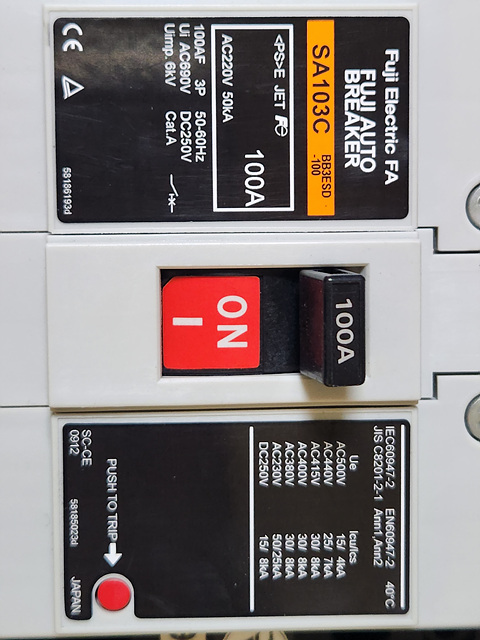 Fuji Electric FA
FUJI AUTO
BREAKER
SA103C BB3ESD
-100
<PS>E JET
100A
AC220V 50kA
100AF 3P 50-60Hz
Ui AC690V DC250V
Uimp. 6kV Cat.A
CE
58186193d
100A
ON
I
IEC60947-2 EN60947-2 40°C
JIS C8201-2-1 Ann1,Ann2
Ue Icu/Ics
AC500V 15/ 4kA
AC440V 25/ 7kA
AC415V 30/ 8kA
AC400V 30/ 8kA
AC380V 30/ 8kA
AC230V 50/25kA
DC250V 15/ 8kA
PUSH TO TRIP
SC-CE
0912 58185023d JAPAN